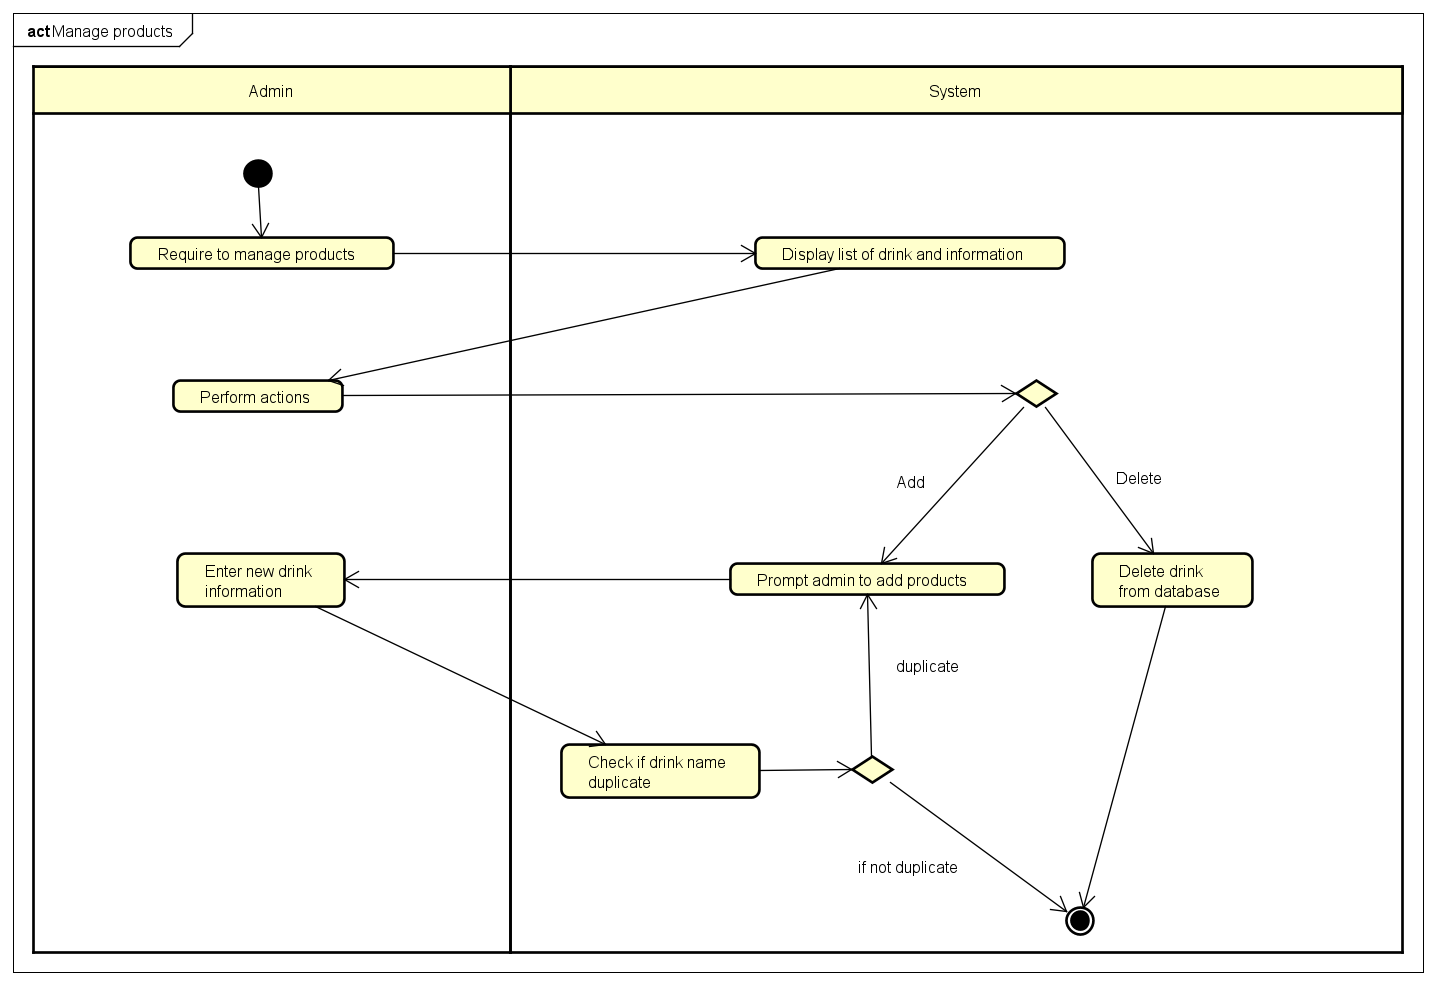 act Manage products
Admin
System
Require to manage products
Display list of drink and information
Perform actions
Add
Delete
Enter new drink
information
Prompt admin to add products
Delete drink
from database
duplicate
Check if drink name
duplicate
if not duplicate